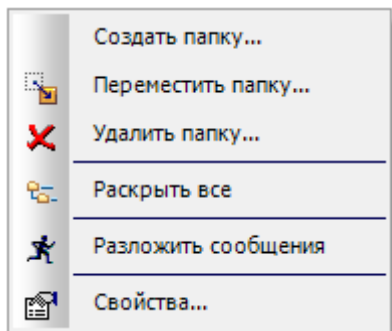 Создать папку...
Переместить папку...
Удалить папку...
Раскрыть все
Разложить сообщения
Свойства...